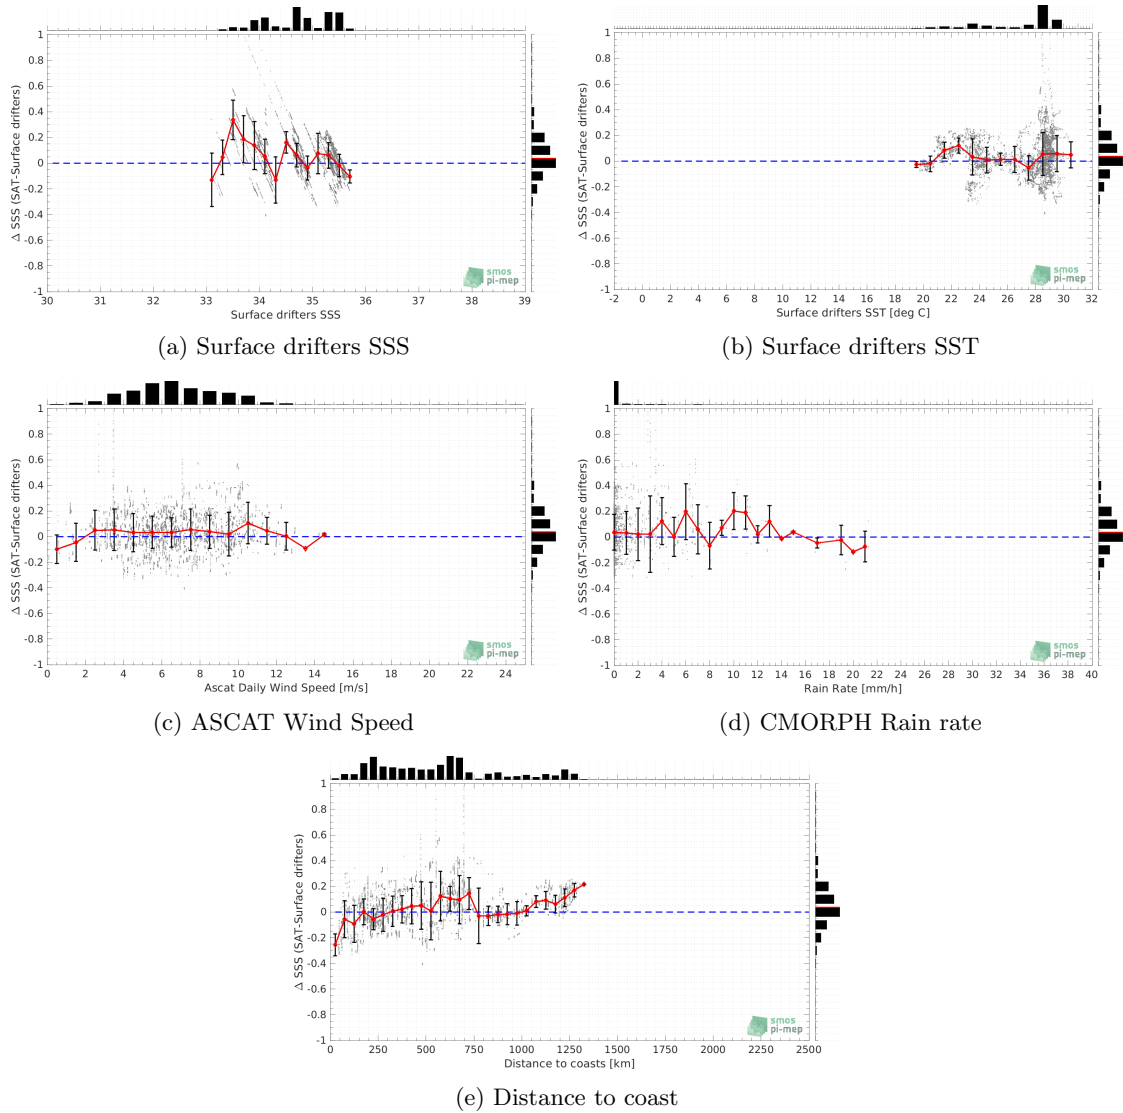 1
0.8
0.6
0.4
0.2
0
-0.2
-0.4
-0.6
-0.8
-1
Δ SSS (SAT-Surface drifters)
30 31 32 33 34 35 36 37 38 39
Surface drifters SSS
smos
pi-mep
(a) Surface drifters SSS
1
0.8
0.6
0.4
0.2
0
-0.2
-0.4
-0.6
-0.8
-1
Δ SSS (SAT-Surface drifters)
-2 0 2 4 6 8 10 12 14 16 18 20 22 24 26 28 30 32
Surface drifters SST [deg C]
smos
pi-mep
(b) Surface drifters SST
1
0.8
0.6
0.4
0.2
0
-0.2
-0.4
-0.6
-0.8
-1
Δ SSS (SAT-Surface drifters)
0 2 4 6 8 10 12 14 16 18 20 22 24
Ascat Daily Wind Speed [m/s]
smos
pi-mep
(c) ASCAT Wind Speed
1
0.8
0.6
0.4
0.2
0
-0.2
-0.4
-0.6
-0.8
-1
Δ SSS (SAT-Surface drifters)
0 2 4 6 8 10 12 14 16 18 20 22 24 26 28 30 32 34 36 38 40
Rain Rate [mm/h]
smos
pi-mep
(d) CMORPH Rain rate
1
0.8
0.6
0.4
0.2
0
-0.2
-0.4
-0.6
-0.8
-1
Δ SSS (SAT-Surface drifters)
0 250 500 750 1000 1250 1500 1750 2000 2250 2500
Distance to coasts [km]
smos
pi-mep
(e) Distance to coast